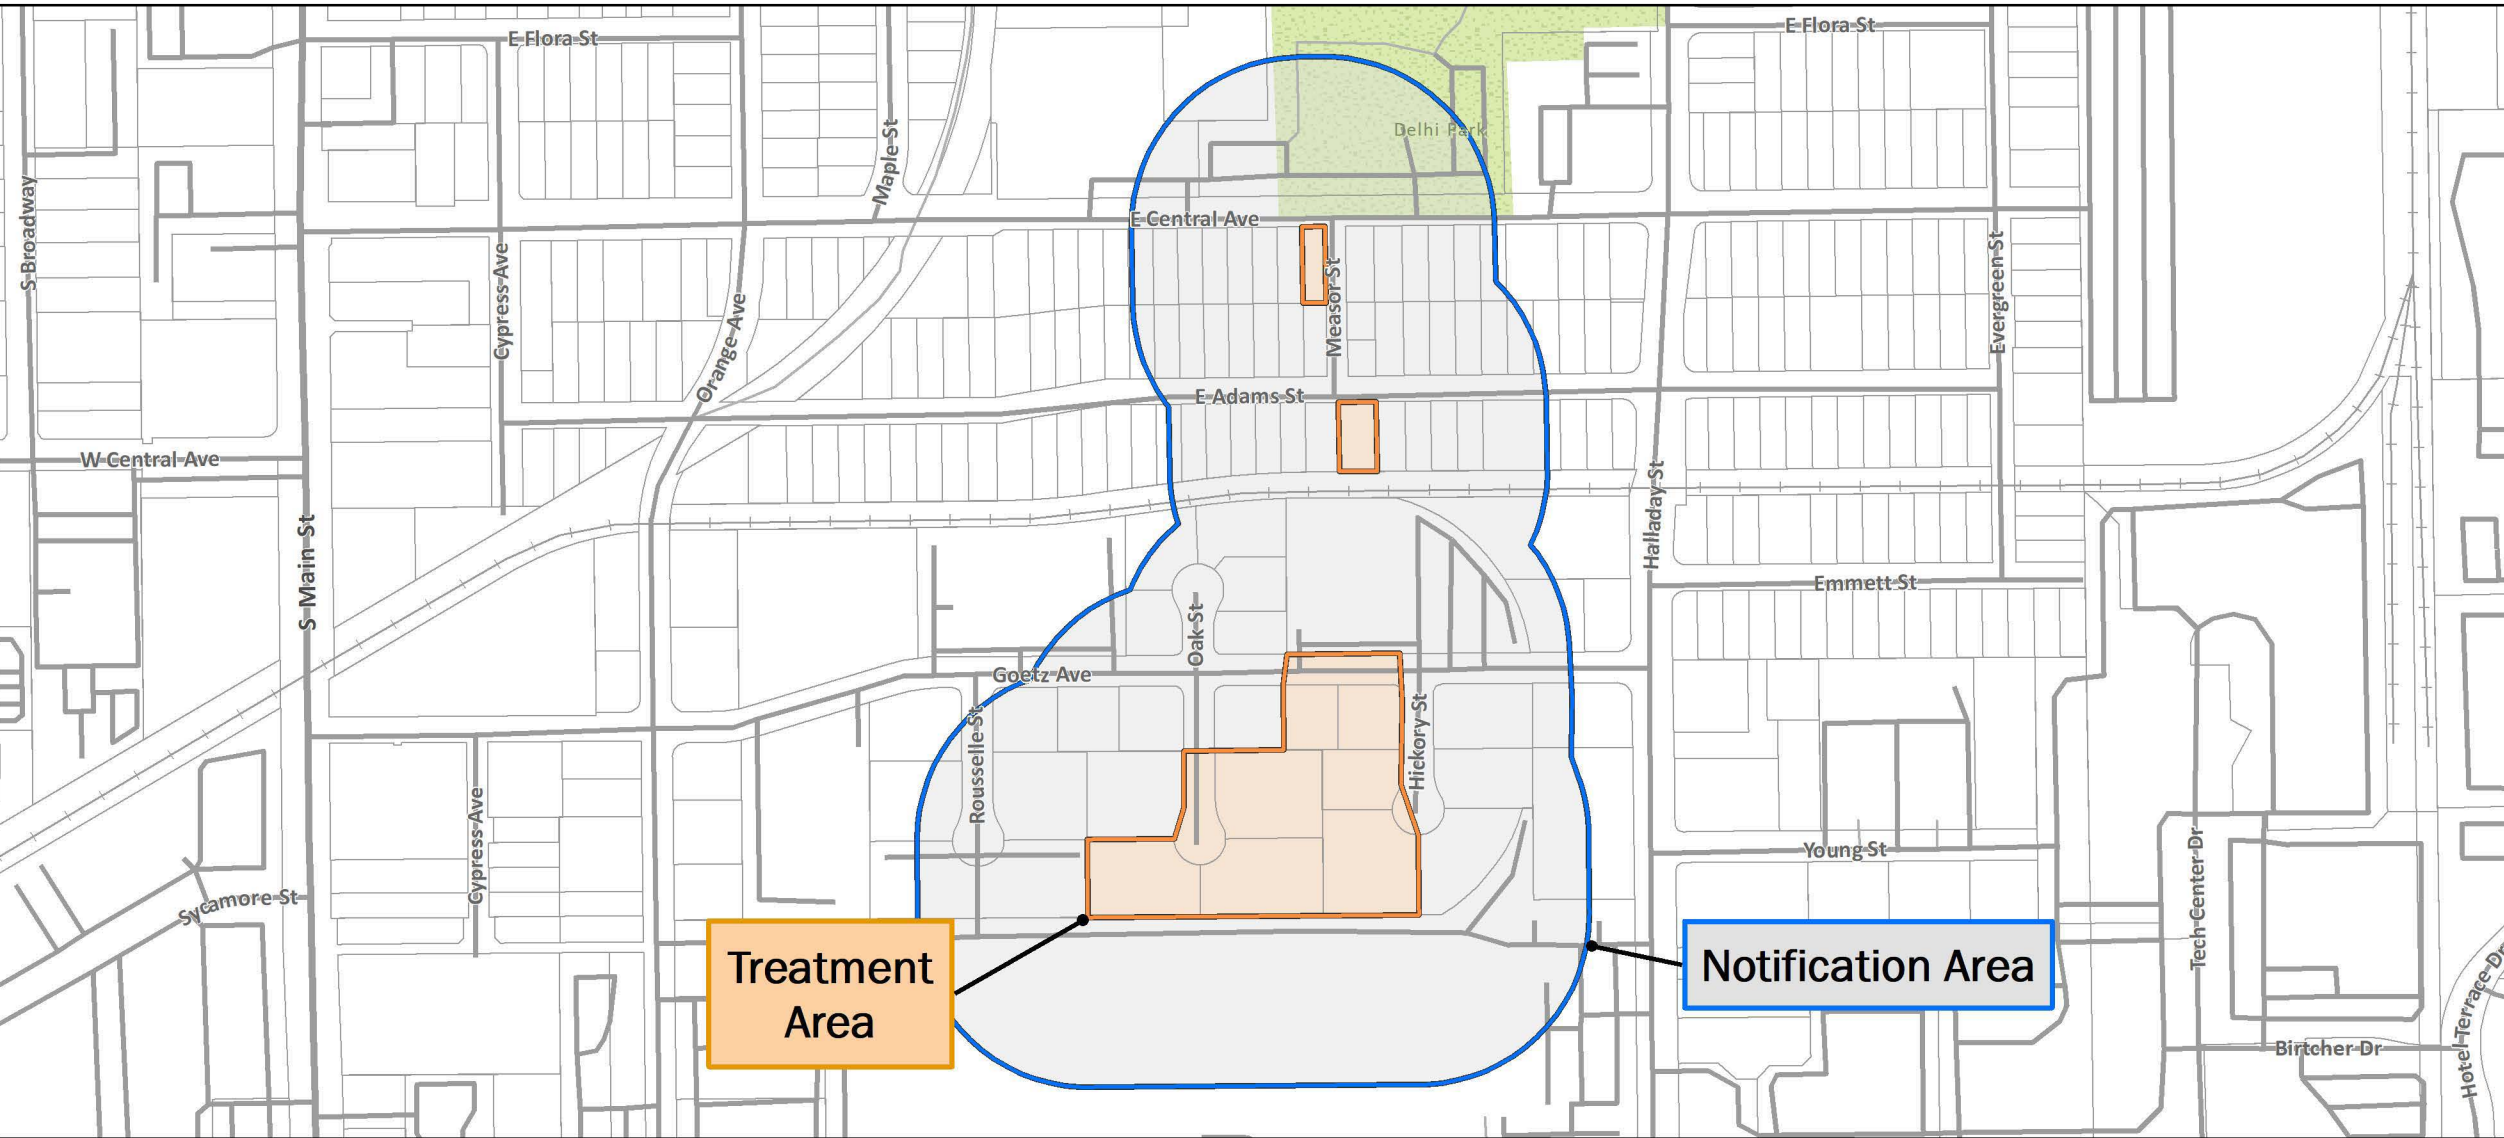 E Flora St
E Flora St
Maple St
Delhi Park
S Broadway
E Central Ave
Cypress Ave
Measor St
Evergreen St
Orange Ave
E Adams St
W Central Ave
S Main St
Halladay St
Emmett St
Oak St
Goetz Ave
Rousselle St
Hickory St
Cypress Ave
Young St
Sycamore St
Tech Center Dr
Treatment
Area
Notification Area
Hotel Terrace Dr
Birtcher Dr